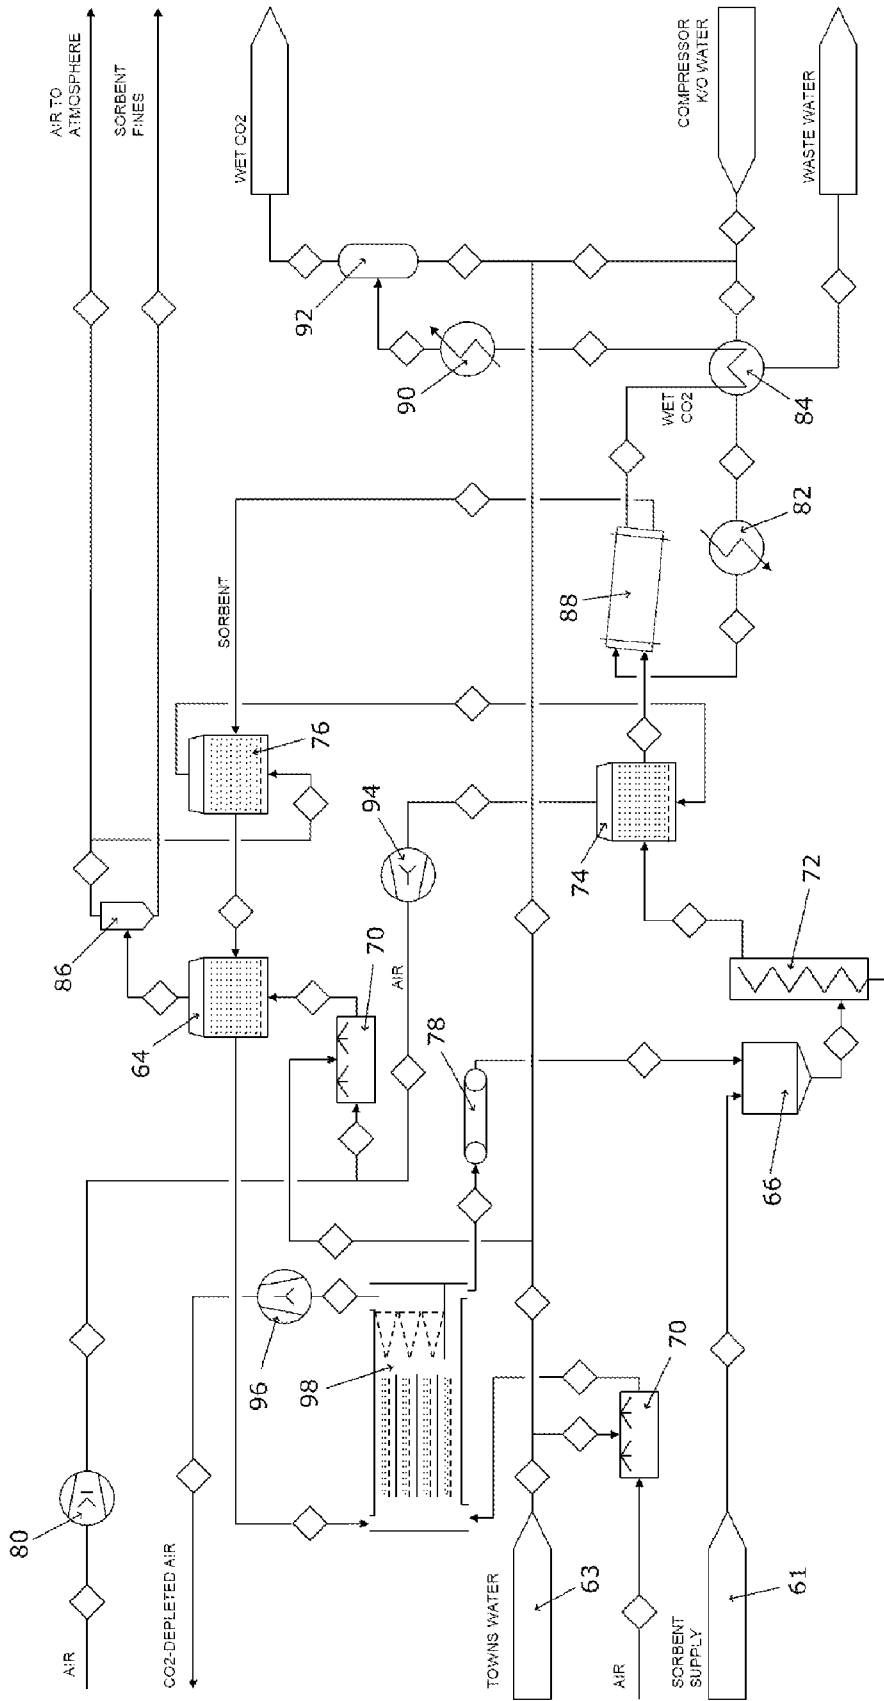 AIR TO
ATMOSPHERE
AIR
80
86
SORBENT
FINES
CO2-DEPLETED AIR
64
SORBENT
WET CO2
96
76
98
70
94
92
AIR
78
90
TOWNS WATER
63
74
88
AIR
70
WET
CO2
COMPRESSOR
K/O WATER
SORBENT
SUPPLY
61
66
72
82
84
WASTE WATER